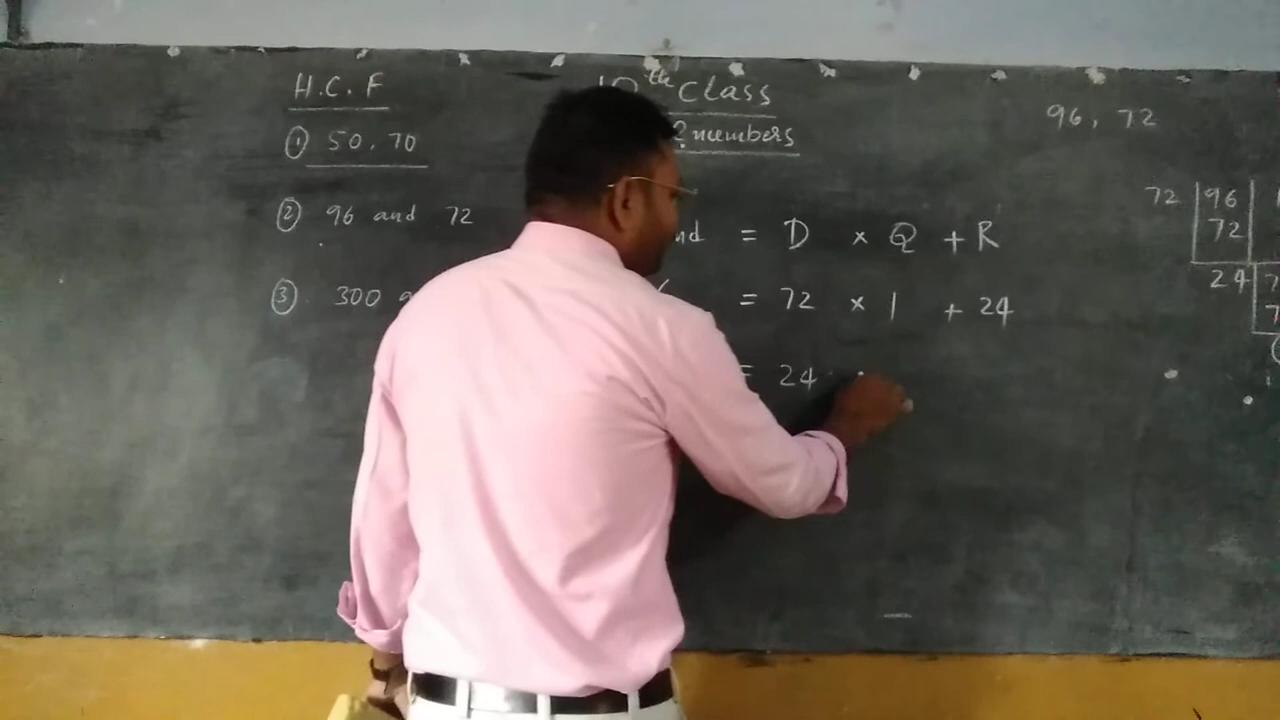 H.C.F
10th Class
① 50, 70
2 numbers
96, 72
② 96 and 72
= D × Q + R
③ 300
= 72 × 1 + 24
= 24
72 96
72
24